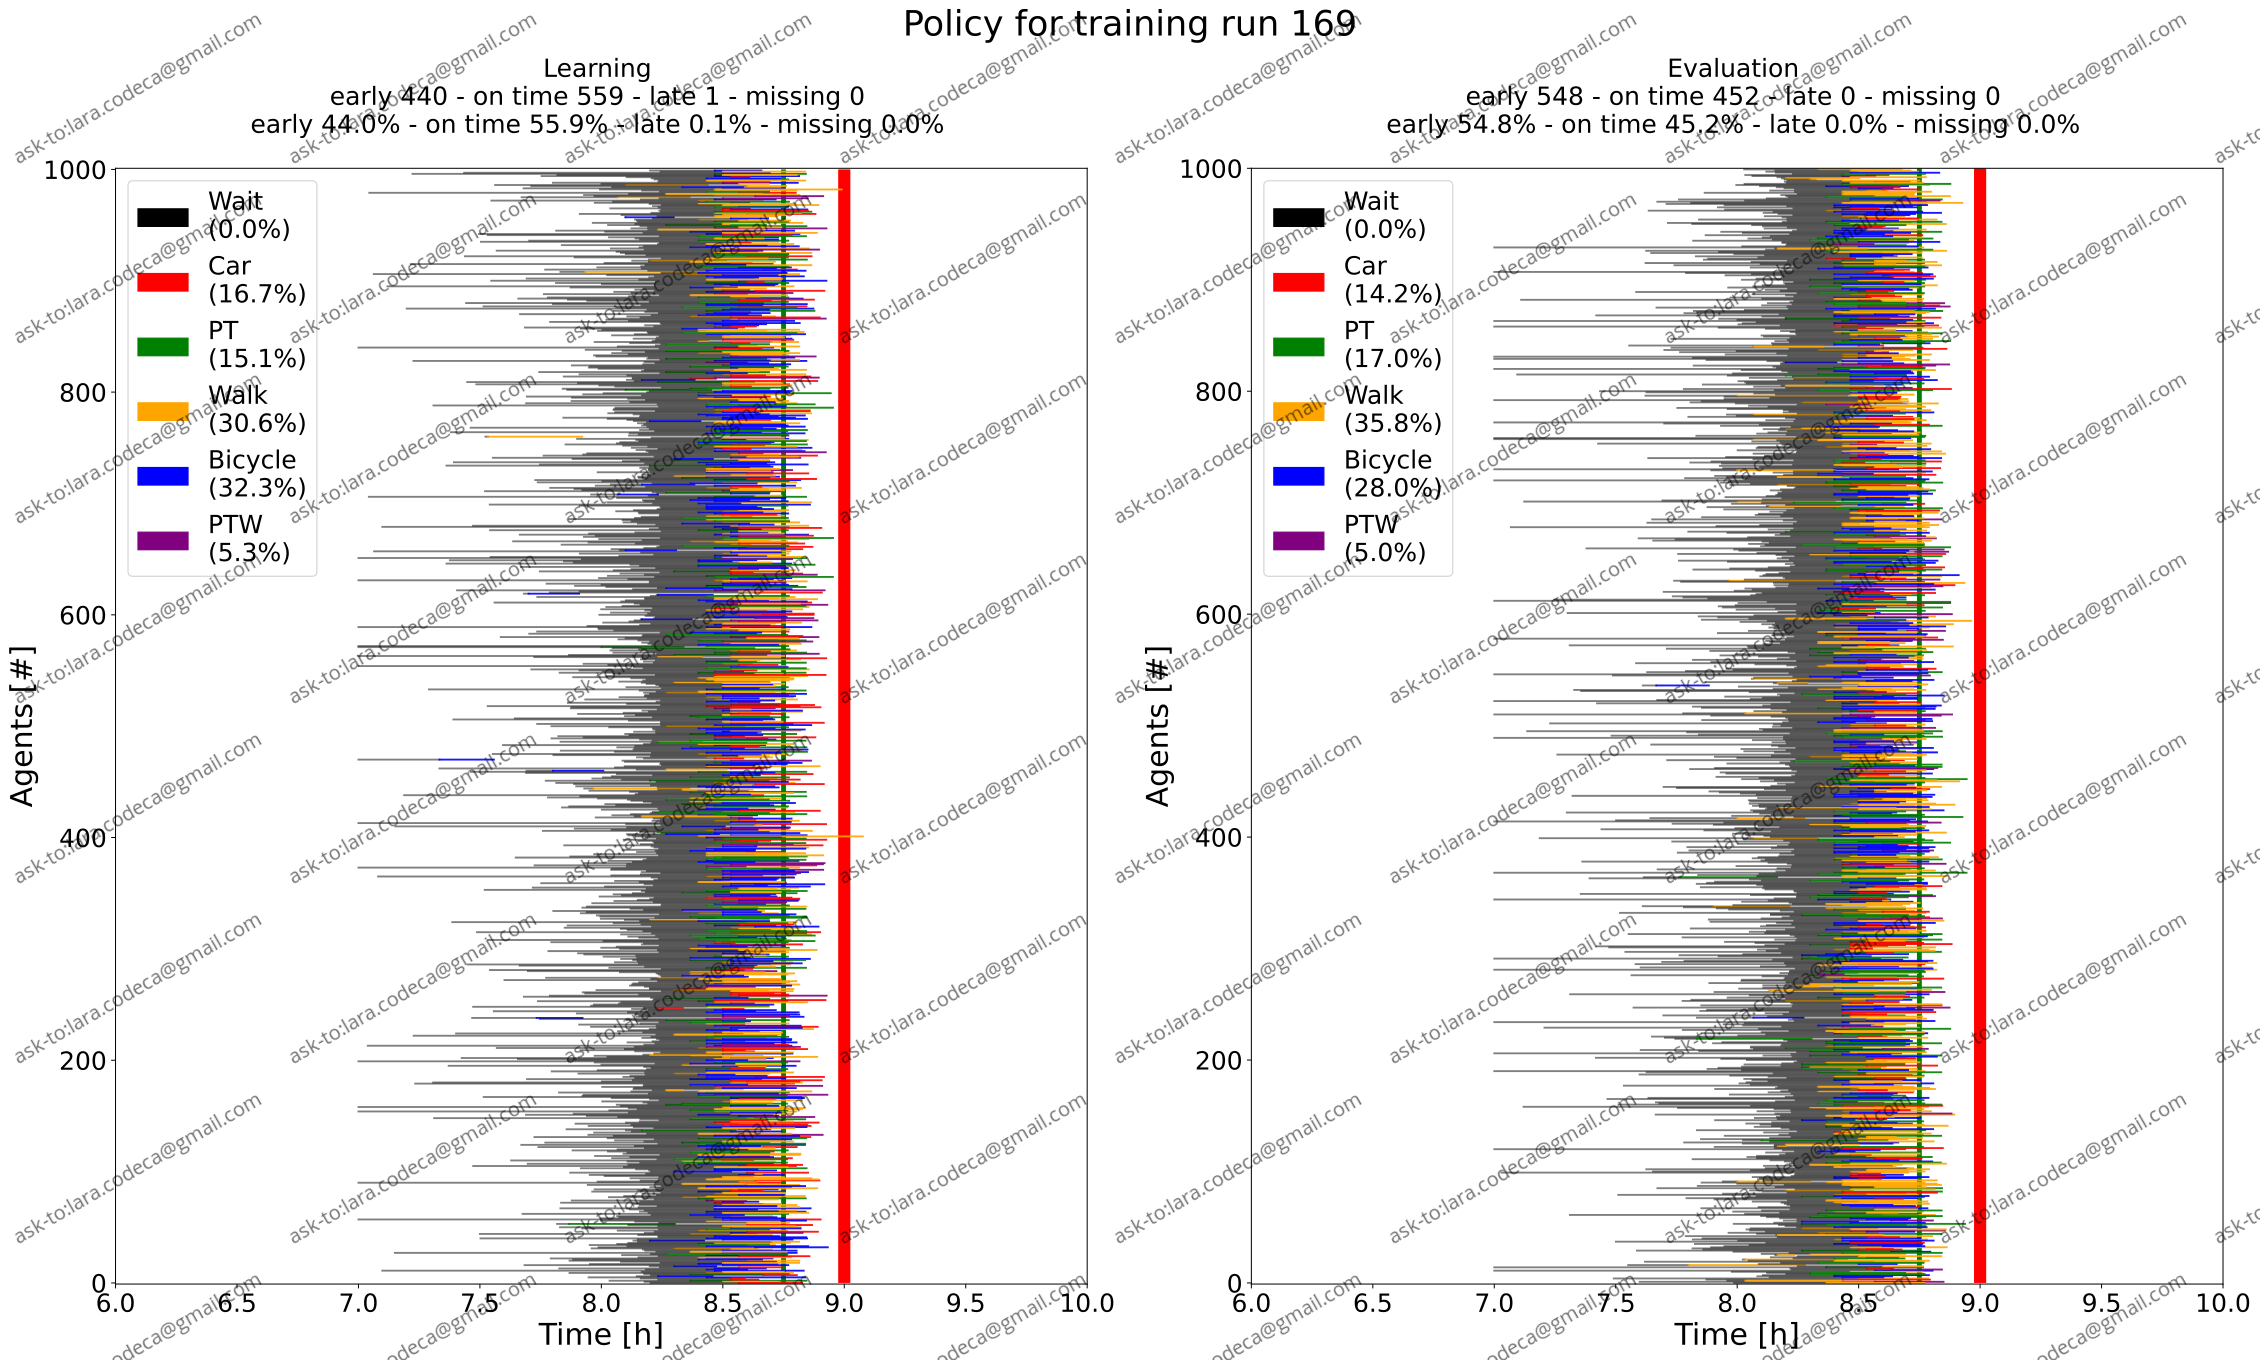 Policy for training run 169
Learning
early 440 - on time 559 - late 1 - missing 0
early 44.0% - on time 55.9% - late 0.1% - missing 0.0%
Wait
(0.0%)
Car
(16.7%)
PT
(15.1%)
Walk
(30.6%)
Bicycle
(32.3%)
PTW
(5.3%)
Agents [#]
1000
800
600
400
200
0
6.0 6.5 7.0 7.5 8.0 8.5 9.0 9.5 10.0
Time [h]
Evaluation
early 548 - on time 452 - late 0 - missing 0
early 54.8% - on time 45.2% - late 0.0% - missing 0.0%
Wait
(0.0%)
Car
(14.2%)
PT
(17.0%)
Walk
(35.8%)
Bicycle
(28.0%)
PTW
(5.0%)
Agents [#]
1000
800
600
400
200
0
6.0 6.5 7.0 7.5 8.0 8.5 9.0 9.5 10.0
Time [h]
ask-to:lara.codeca@gmail.com